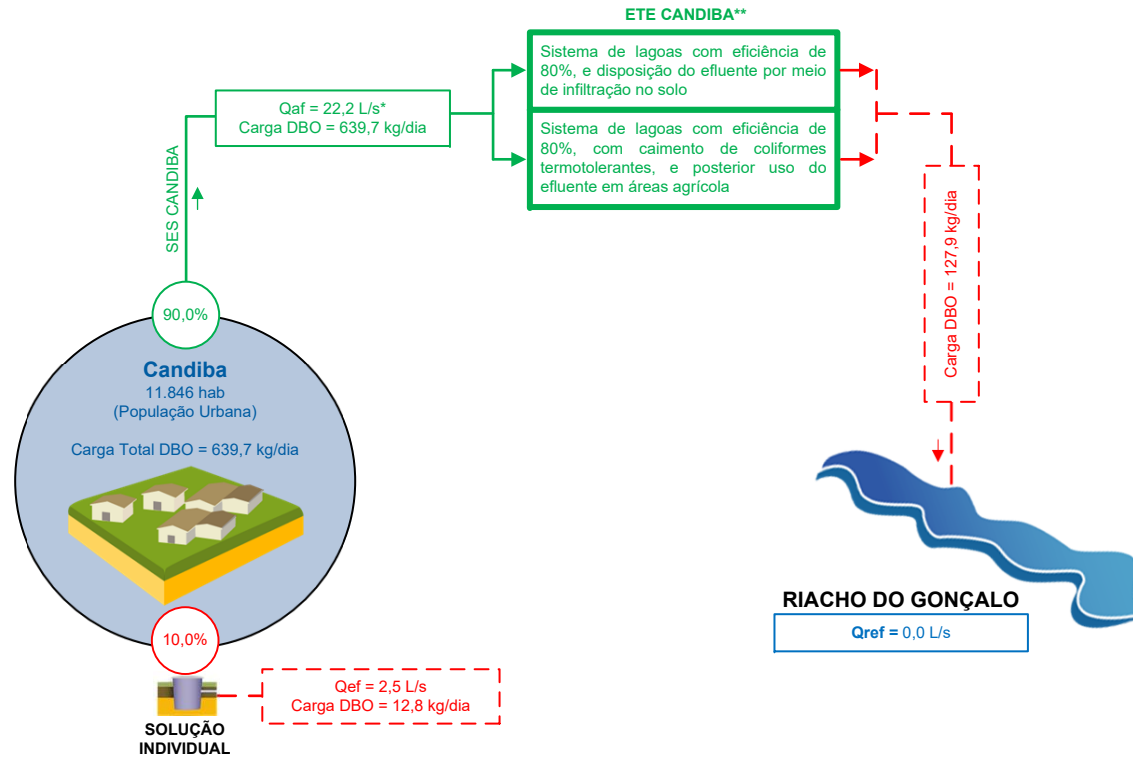 ETE CANDIBA**
Sistema de lagoas com eficiência de
80%, e disposição do efluente por meio
de infiltração no solo
Sistema de lagoas com eficiência de
80%, com caimento de coliformes
termotolerantes, e posterior uso do
efluente em áreas agrícola
Qaf = 22,2 L/s*
Carga DBO = 639,7 kg/dia
SES CANDIBA
Carga DBO = 127,9 kg/dia
90,0%
Candiba
11.846 hab
(População Urbana)
Carga Total DBO = 639,7 kg/dia
10,0%
SOLUÇÃO
INDIVIDUAL
Qef = 2,5 L/s
Carga DBO = 12,8 kg/dia
RIACHO DO GONÇALO
Qref = 0,0 L/s